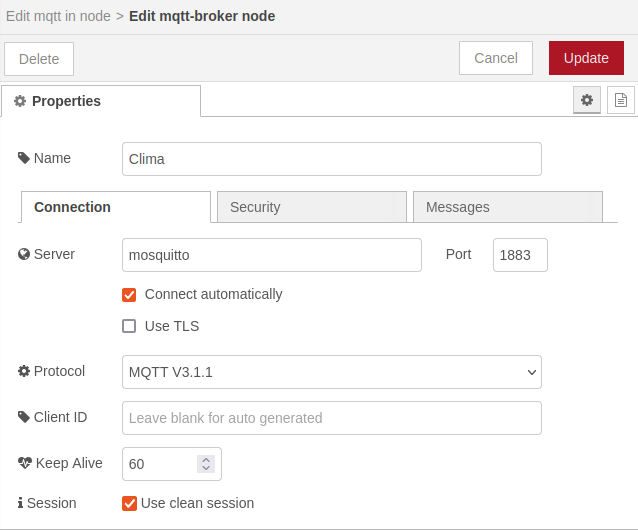 Edit mqtt in node > Edit mqtt-broker node
Delete
Cancel
Update
Properties
Name
Clima
Connection
Security
Messages
Server
mosquitto
Port
1883
Connect automatically
Use TLS
Protocol
MQTT V3.1.1
Client ID
Leave blank for auto generated
Keep Alive
60
Session
Use clean session